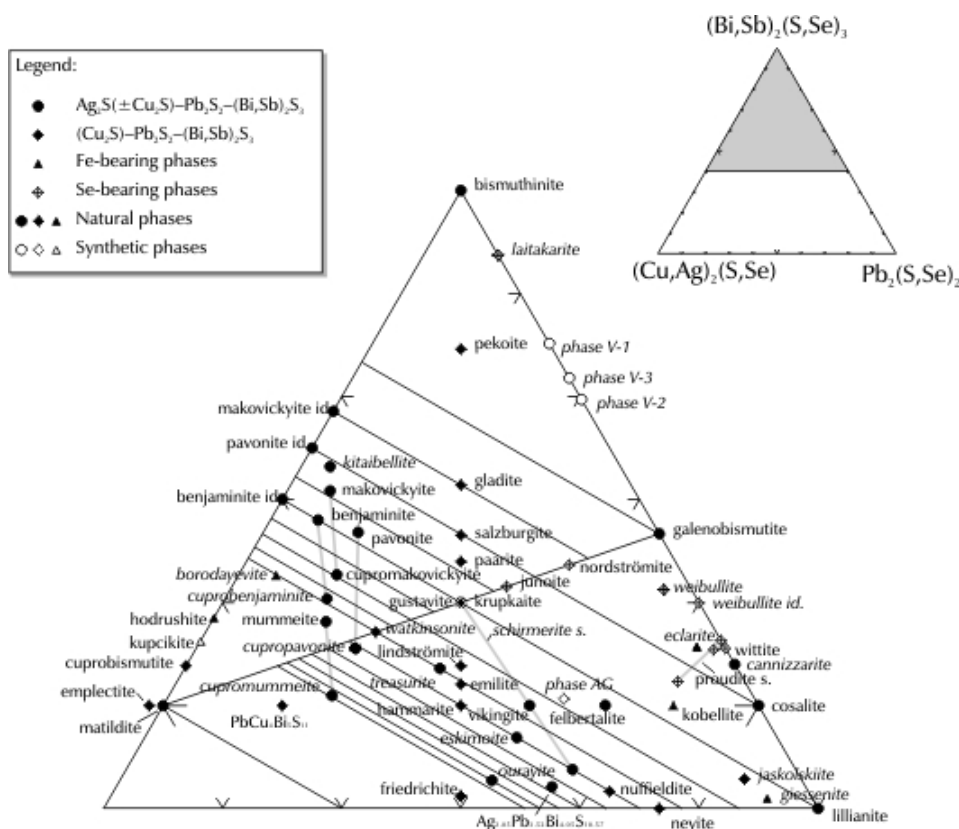 Legend:
Ag₂S(±Cu₂S)–Pb₂S₂–(Bi,Sb)₂S₃
(Cu₂S)–Pb₂S₂–(Bi,Sb)₂S₃
Fe-bearing phases
Se-bearing phases
Natural phases
Synthetic phases
(Bi,Sb)₂(S,Se)₃
(Cu,Ag)₂(S,Se)
Pb₂(S,Se)₂
bismuthinite
laitakarite
pekoite
phase V-1
phase V-3
phase V-2
makovickyite id.
pavonite id.
kitaibellite
gladite
makovickyite
benjaminite id.
benjaminite
pavonite
salzburgite
galenobismutite
paarite
nordströmite
borodayevite
cupromakovickyite
junoite
weibullite
cuprobenjaminite
gustavite
krupkaite
weibullite id.
hodrushite
mummeite
watkinsonite
schirmerite s.
eclarite
kupcikite
cupropavonite
lindströmite
wittite
cuprobismutite
cannizzarite
emplectite
cupromummeite
treasurite
emilite
phase AG
proudite s.
matildite
hammarite
vikingite
felbertalite
kobellite
cosalite
eskimoite
ourayite
friedrichite
nuffieldite
jaskolskiite
giessenite
neyite
lillianite